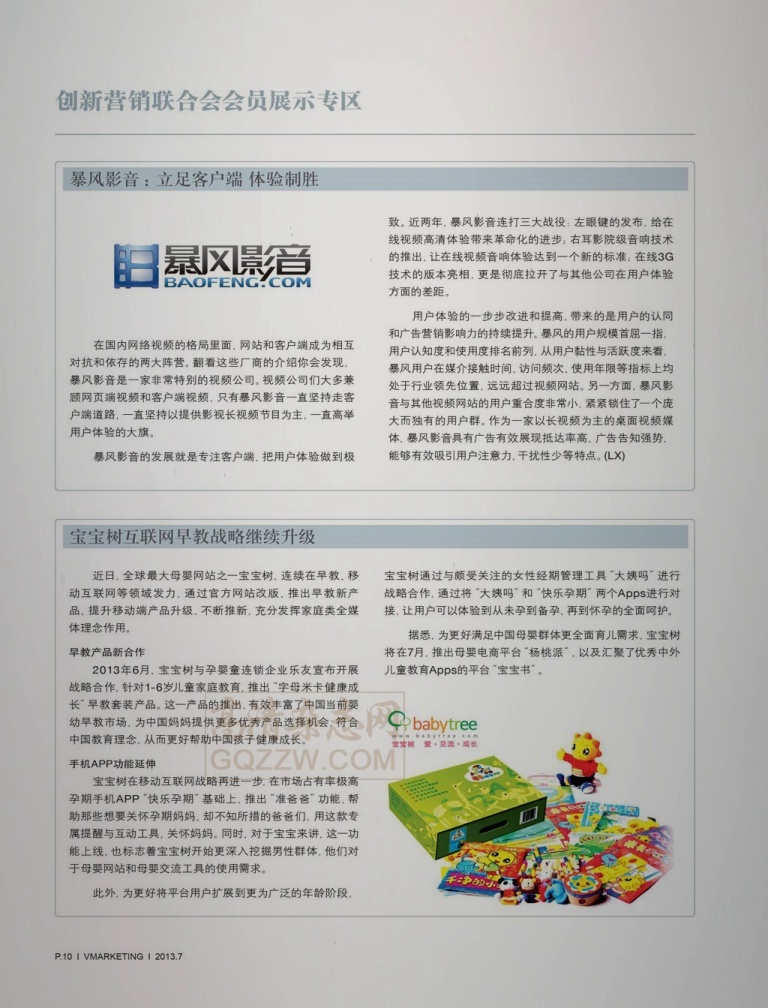 创新营销联合会会员展示专区
暴风影音：立足客户端 体验制胜
暴风影音
BAOFENG.COM
在国内网络视频的格局里面，网站和客户端成为相互
对抗和依存的两大阵营。翻看这些厂商的介绍你会发现，
暴风影音是一家非常特别的视频公司。视频公司们大多兼
顾网页端视频和客户端视频，只有暴风影音一直坚持走客
户端道路，一直坚持以提供影视长视频节目为主，一直高举
用户体验的大旗。
暴风影音的发展就是专注客户端，把用户体验做到极
致。近两年，暴风影音连打三大战役：左眼键的发布，给在
线视频高清体验带来革命化的进步；右耳影院级音响技术
的推出，让在线视频音响体验达到一个新的标准；在线3G
技术的版本亮相，更是彻底拉开了与其他公司在用户体验
方面的差距。
用户体验的一步步改进和提高，带来的是用户的认同
和广告营销影响力的持续提升。暴风的用户规模首屈一指，
用户认知度和使用度排名前列，从用户黏性与活跃度来看，
暴风用户在媒介接触时间、访问频次、使用年限等指标上均
处于行业领先位置，远远超过视频网站。另一方面，暴风影
音与其他视频网站的用户重合度非常小，紧紧锁住了一个庞
大而独有的用户群。作为一家以长视频为主的桌面视频媒
体，暴风影音具有广告有效展现抵达率高，广告告知强势，
能够有效吸引用户注意力，干扰性少等特点。(LX)
宝宝树互联网早教战略继续升级
近日，全球最大母婴网站之一宝宝树，连续在早教、移
动互联网等领域发力，通过官方网站改版，推出早教新产
品，提升移动端产品升级，不断推新，充分发挥家庭类全媒
体理念作用。
早教产品新合作
2013年6月，宝宝树与孕婴童连锁企业乐友宣布开展
战略合作，针对1-6岁儿童家庭教育，推出“字母米卡健康成
长”早教套装产品。这一产品的推出，有效丰富了中国当前婴
幼早教市场，为中国妈妈提供更多优秀产品选择机会，符合
中国教育理念，从而更好帮助中国孩子健康成长。
手机APP功能延伸
宝宝树在移动互联网战略再进一步，在市场占有率极高
孕期手机APP“快乐孕期”基础上，推出“准爸爸”功能，帮
助那些想要关怀孕期妈妈，却不知所措的爸爸们，用这款专
属提醒与互动工具，关怀妈妈。同时，对于宝宝来讲，这一功
能上线，也标志着宝宝树开始更深入挖掘男性群体，他们对
于母婴网站和母婴交流工具的使用需求。
此外，为更好将平台用户扩展到更为广泛的年龄阶段，
宝宝树通过与颇受关注的女性经期管理工具“大姨吗”进行
战略合作，通过将“大姨吗”和“快乐孕期”两个Apps进行对
接，让用户可以体验到从未孕到备孕，再到怀孕的全面呵护。
据悉，为更好满足中国母婴群体更全面育儿需求，宝宝树
将在7月，推出母婴电商平台“杨桃派”，以及汇聚了优秀中外
儿童教育Apps的平台“宝宝书”。
babytree
www.babytree.com
宝宝树 爱·交流·成长
GQZZW.COM
P.10 I VMARKETING I 2013.7